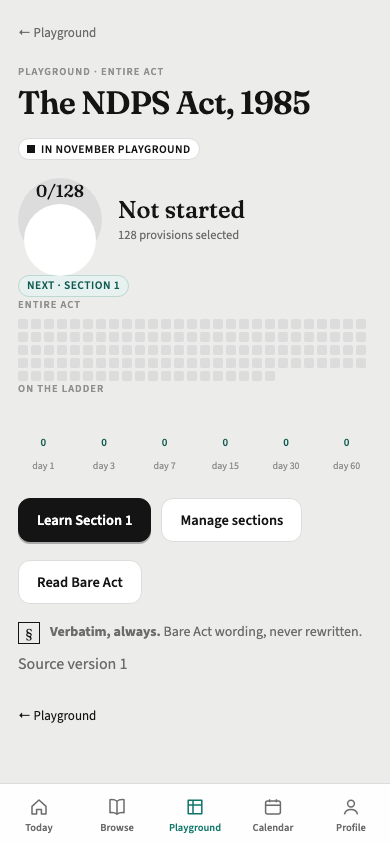 ← Playground
PLAYGROUND · ENTIRE ACT
The NDPS Act, 1985
IN NOVEMBER PLAYGROUND
0/128
Not started
128 provisions selected
NEXT · SECTION 1
ENTIRE ACT
ON THE LADDER
0 0 0 0 0 0
day 1 day 3 day 7 day 15 day 30 day 60
Learn Section 1 Manage sections
Read Bare Act
§ Verbatim, always. Bare Act wording, never rewritten.
Source version 1
← Playground
Today Browse Playground Calendar Profile